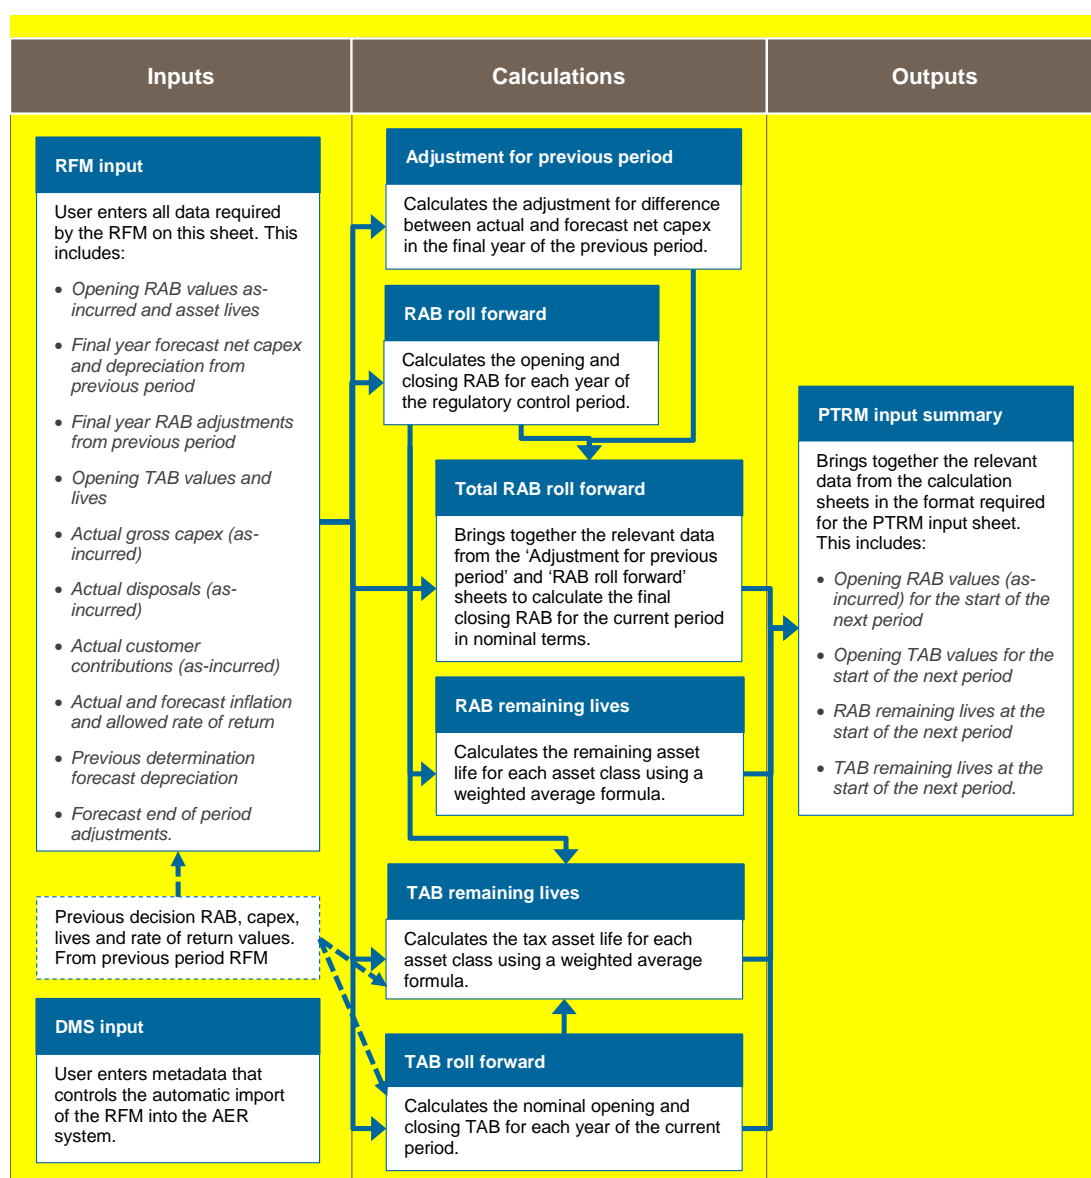 Inputs
Calculations
Outputs
RFM input
User enters all data required
by the RFM on this sheet. This
includes:
• Opening RAB values as-
incurred and asset lives
• Final year forecast net capex
and depreciation from
previous period
• Final year RAB adjustments
from previous period
• Opening TAB values and
lives
• Actual gross capex (as-
incurred)
• Actual disposals (as-
incurred)
• Actual customer
contributions (as-incurred)
• Actual and forecast inflation
and allowed rate of return
• Previous determination
forecast depreciation
• Forecast end of period
adjustments.
Previous decision RAB, capex,
lives and rate of return values.
From previous period RFM
DMS input
User enters metadata that
controls the automatic import
of the RFM into the AER
system.
Adjustment for previous period
Calculates the adjustment for difference
between actual and forecast net capex
in the final year of the previous period.
RAB roll forward
Calculates the opening and
closing RAB for each year of
the regulatory control period.
Total RAB roll forward
Brings together the relevant data
from the ‘Adjustment for previous
period’ and ‘RAB roll forward’
sheets to calculate the final
closing RAB for the current period
in nominal terms.
RAB remaining lives
Calculates the remaining asset
life for each asset class using a
weighted average formula.
TAB remaining lives
Calculates the tax asset life for each
asset class using a weighted average
formula.
TAB roll forward
Calculates the nominal opening and
closing TAB for each year of the current
period.
PTRM input summary
Brings together the relevant
data from the calculation
sheets in the format required
for the PTRM input sheet.
This includes:
• Opening RAB values (as-
incurred) for the start of the
next period
• Opening TAB values for the
start of the next period
• RAB remaining lives at the
start of the next period
• TAB remaining lives at the
start of the next period.